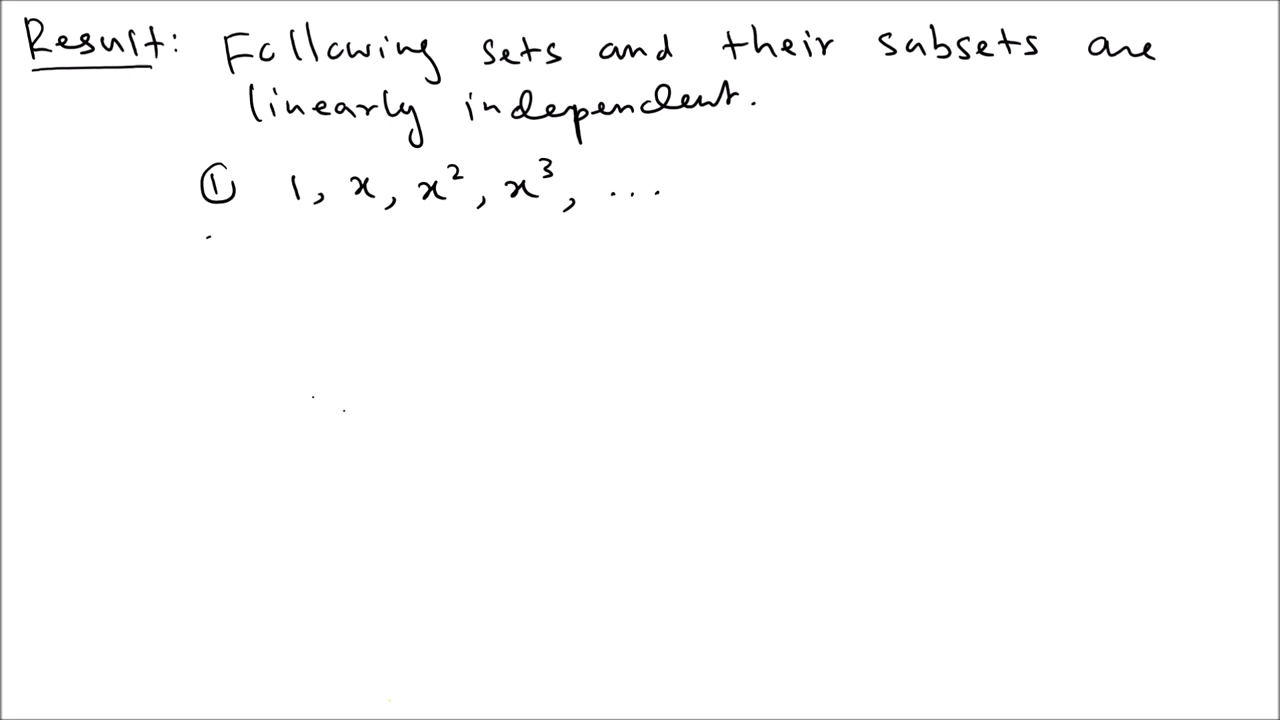 Result: Following sets and their subsets are
linearly independent.
① 1, x, x², x³, ...